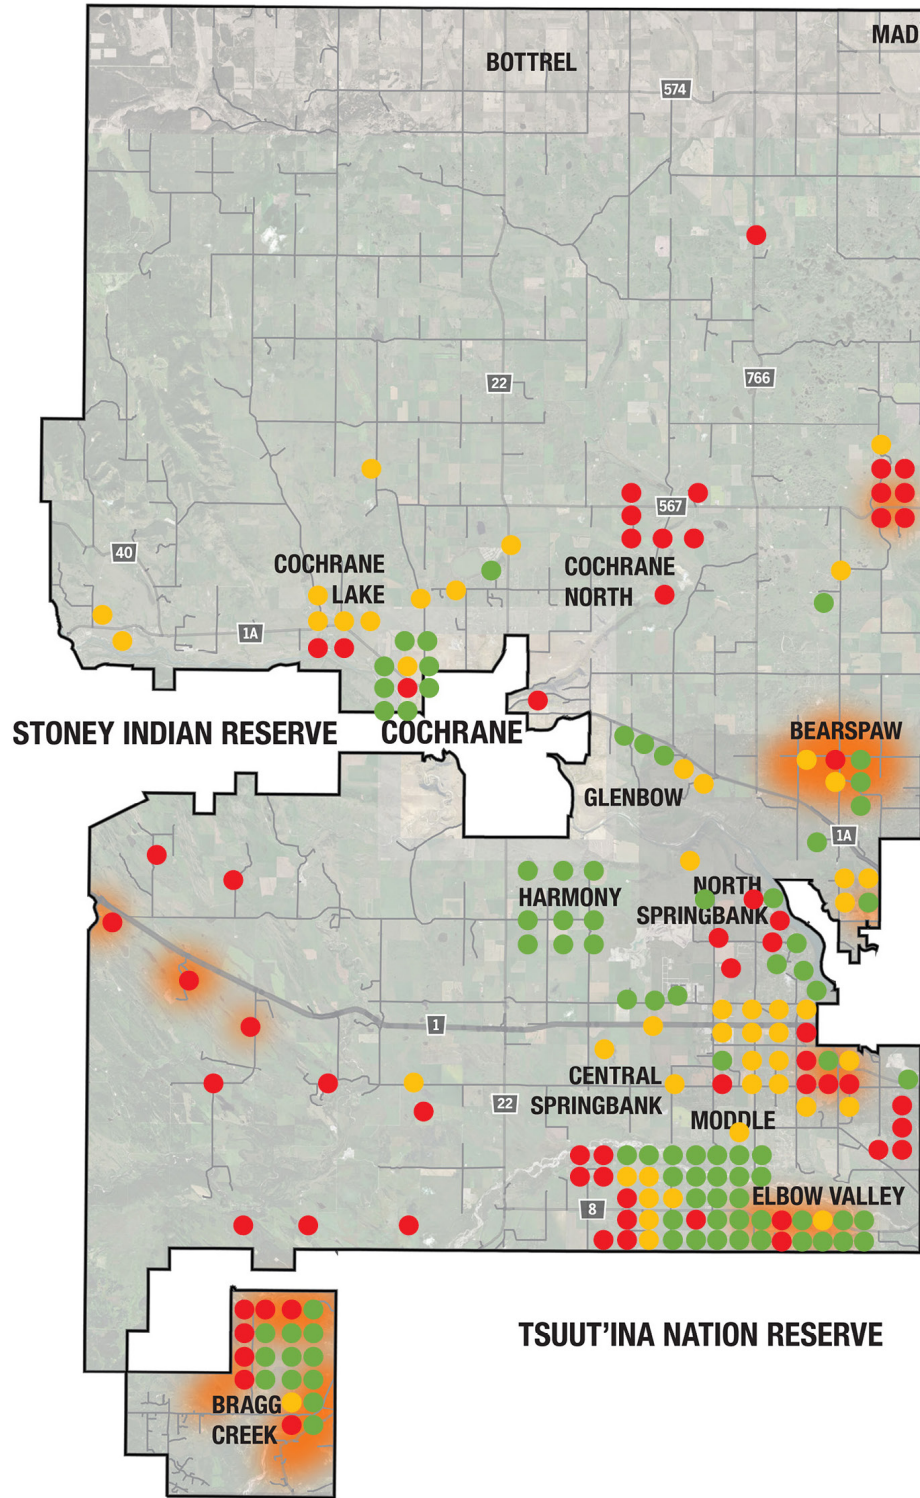 MAD
BOTTREL
574
766
22
567
40
COCHRANE
LAKE
COCHRANE
NORTH
1A
STONEY INDIAN RESERVE
COCHRANE
BEARSPAW
GLENBOW
1A
HARMONY
NORTH
SPRINGBANK
1
CENTRAL
SPRINGBANK
22
MODDLE
8
ELBOW VALLEY
TSUUT'INA NATION RESERVE
BRAGG
CREEK